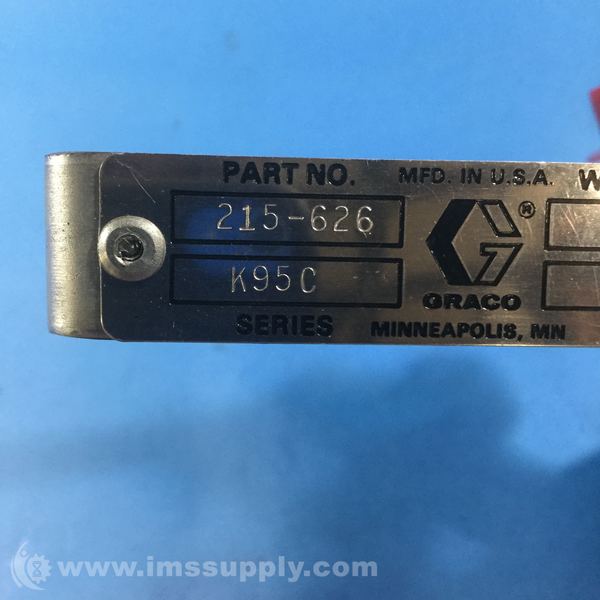 PART NO. MFD. IN U.S.A. W
215-626 ®
K95C GRACO
SERIES MINNEAPOLIS, MN
www.imssupply.com